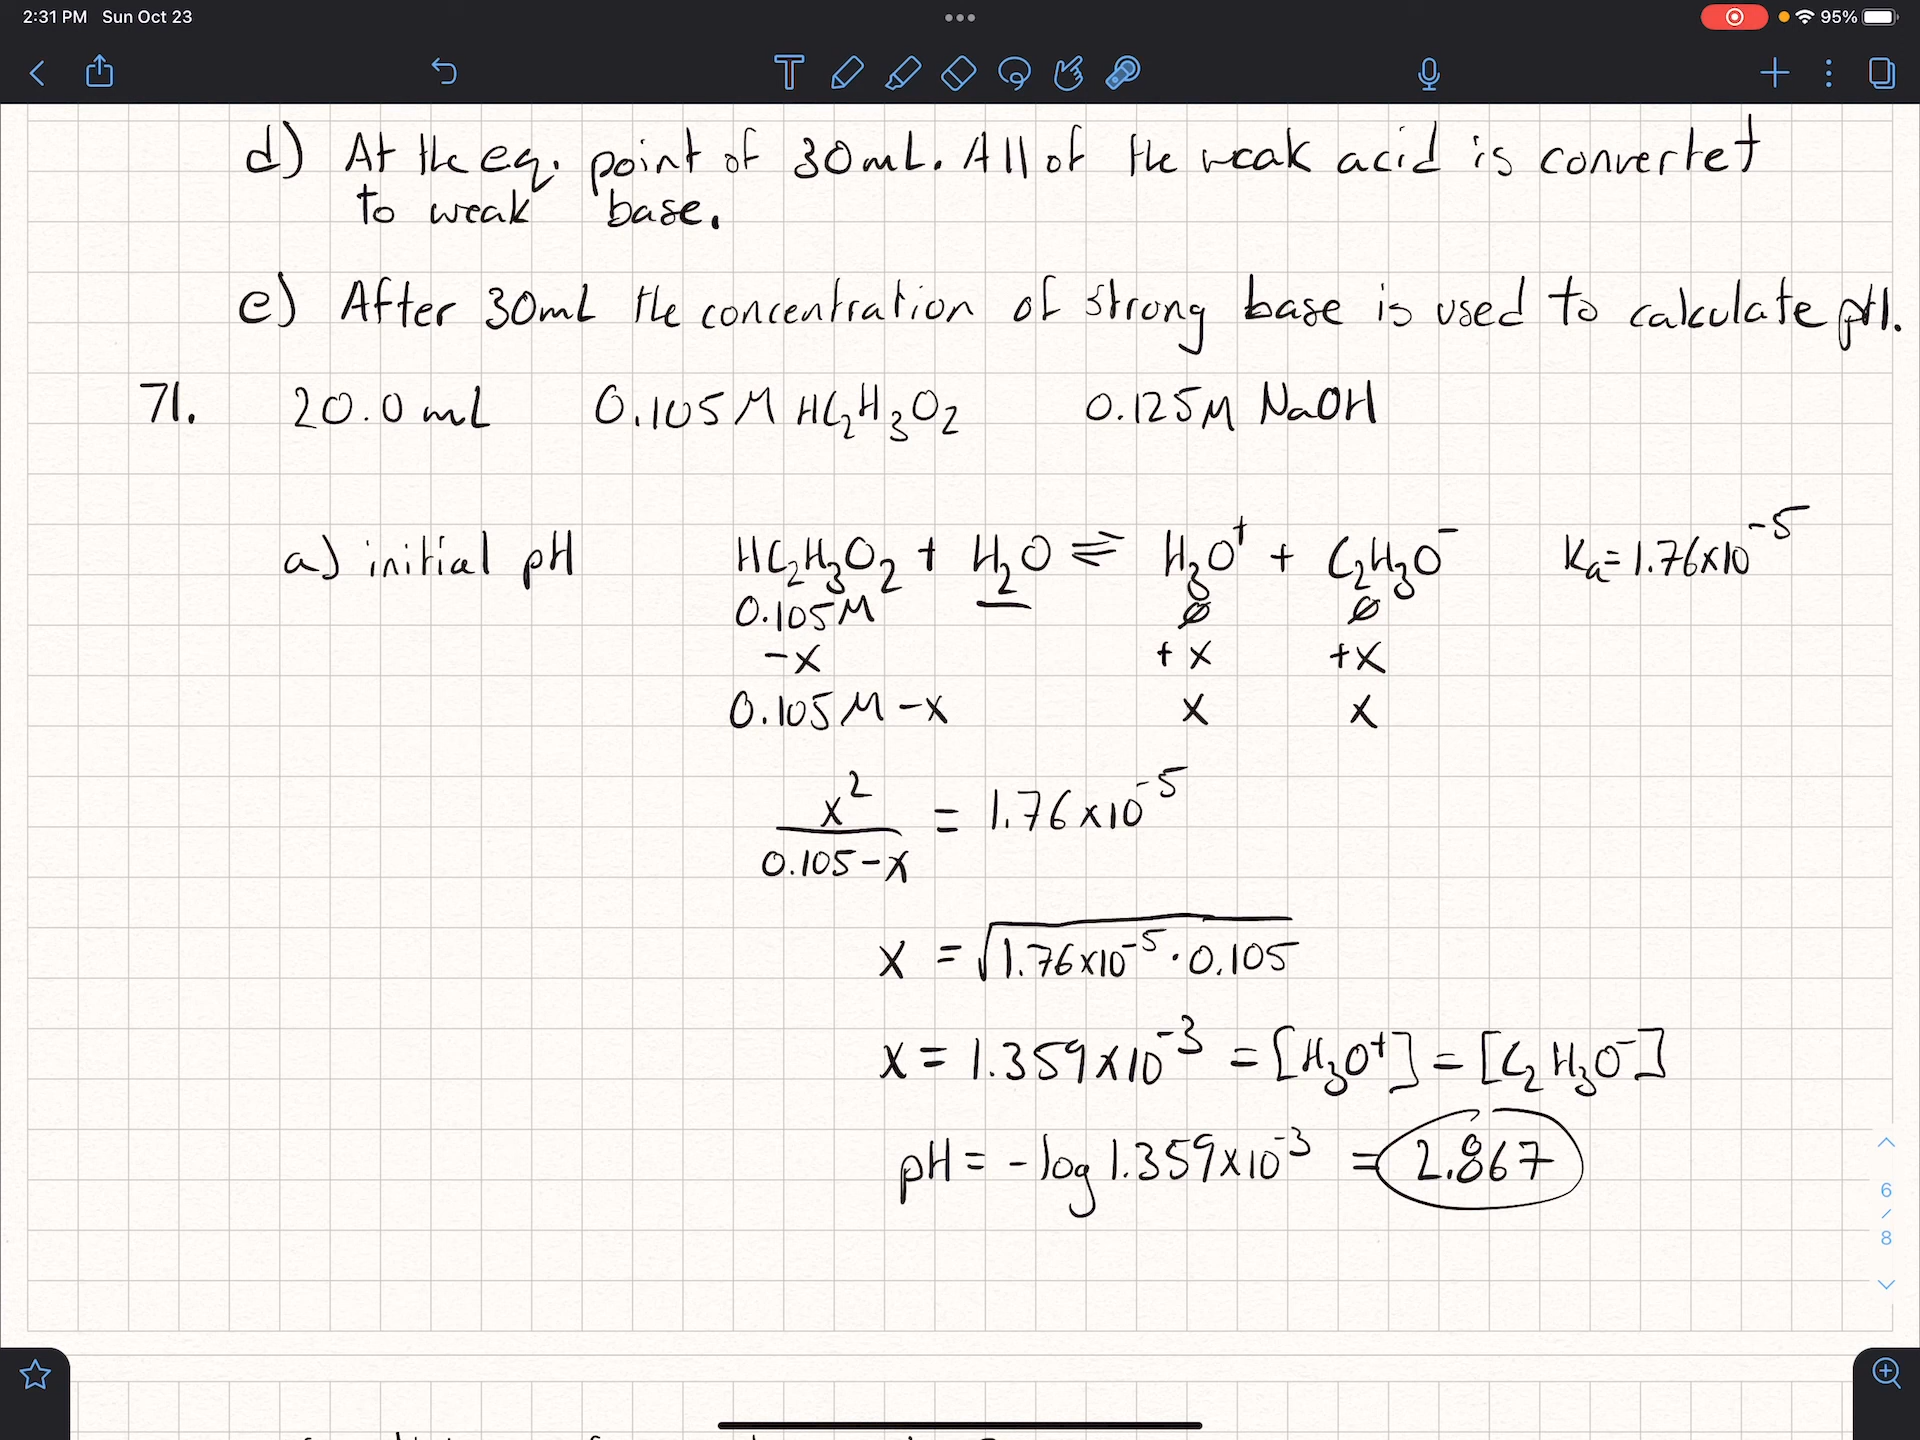 2:31 PM Sun Oct 23
95%
d) At the eq. point of 30mL. All of the weak acid is convertet
to weak base.
e) After 30mL the concentration of strong base is used to calculate pH.
71. 20.0 mL 0.105 M HC₂H₃O₂ 0.125M NaOH
a) initial pH HC₂H₃O₂ + H₂O ⇌ H₃O⁺ + C₂H₃O⁻ Ka = 1.76x10⁻⁵
0.105M — ∅ ∅
-x +x +x
0.105M -x x x
x² / 0.105-x = 1.76x10⁻⁵
x = √1.76x10⁻⁵ · 0.105
x = 1.359x10⁻³ = [H₃O⁺] = [C₂H₃O⁻]
pH = -log 1.359x10⁻³ = 2.867
6
/
8